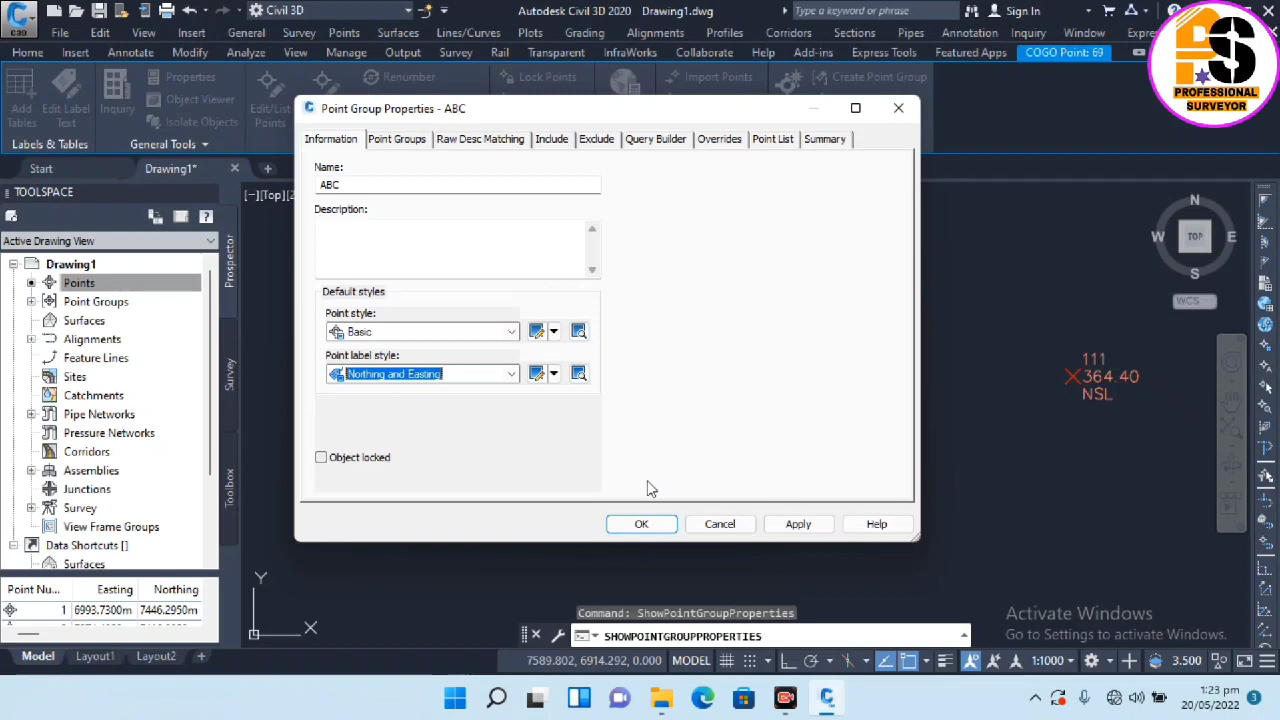 Civil 3D
Autodesk Civil 3D 2020 Drawing1.dwg
Type a keyword or phrase
Sign In
C3D
File Edit View Insert General Survey Points Surfaces Lines/Curves Plots Grading Alignments Profiles Corridors Sections Pipes Annotation Inquiry Window
Home Insert Annotate Modify Analyze View Manage Output Survey Rail Transparent InfraWorks Collaborate Help Add-ins Express Tools Featured Apps COGO Point: 69
PS
PROFESSIONAL
SURVEYOR
Add
Tables
Edit Label
Text
Inquiry
Properties
Object Viewer
Isolate Objects
Edit/List
Points
Renumber
Lock Points
Import Points
Create Point Group
Labels & Tables
General Tools
Start
Drawing1*
Point Group Properties - ABC
Information Point Groups Raw Desc Matching Include Exclude Query Builder Overrides Point List Summary
Name:
ABC
Description:
Default styles
Point style:
Basic
Point label style:
Northing and Easting
Object locked
OK Cancel Apply Help
TOOLSPACE
Active Drawing View
Drawing1
Points
Point Groups
Surfaces
Alignments
Feature Lines
Sites
Catchments
Pipe Networks
Pressure Networks
Corridors
Assemblies
Junctions
Survey
View Frame Groups
Data Shortcuts []
Surfaces
Prospector
Survey
Toolbox
Point Nu... Easting Northing
1 6993.7300m 7446.2950m
[−][Top]
N
W TOP E
S
WCS
111
364.40
NSL
Y
X
Command: ShowPointGroupProperties
SHOWPOINTGROUPPROPERTIES
Activate Windows
Go to Settings to activate Windows.
Model Layout1 Layout2 +
7589.802, 6914.292, 0.000 MODEL
1:1000
3.500
1:23 pm
20/05/2022
3